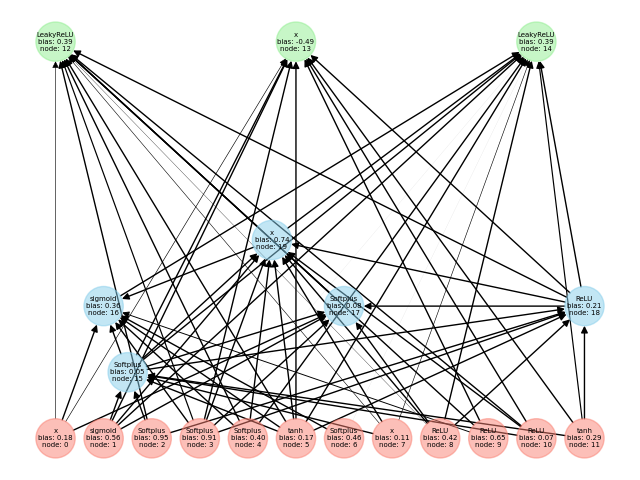 LeakyReLU
bias: 0.39
node: 12
x
bias: -0.49
node: 13
LeakyReLU
bias: 0.39
node: 14
x
bias: 0.74
node: 19
sigmoid
bias: 0.36
node: 16
Softplus
bias: 0.08
node: 17
ReLU
bias: 0.21
node: 18
Softplus
bias: 0.05
node: 15
x
bias: 0.18
node: 0
sigmoid
bias: 0.56
node: 1
Softplus
bias: 0.95
node: 2
Softplus
bias: 0.91
node: 3
Softplus
bias: 0.40
node: 4
tanh
bias: 0.17
node: 5
Softplus
bias: 0.46
node: 6
x
bias: 0.11
node: 7
ReLU
bias: 0.42
node: 8
ReLU
bias: 0.65
node: 9
ReLU
bias: 0.07
node: 10
tanh
bias: 0.29
node: 11